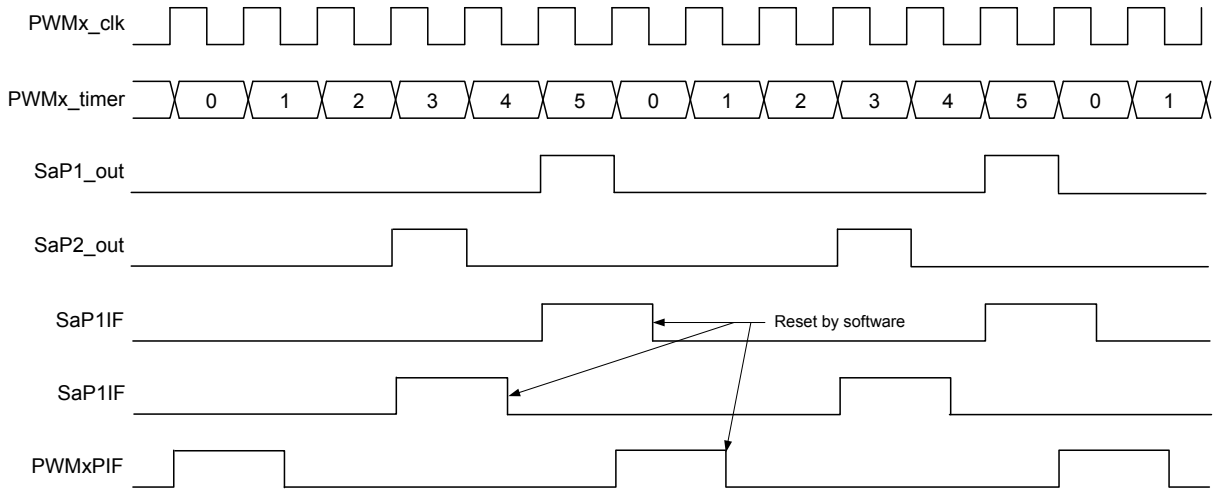 PWMx_clk
PWMx_timer 0 1 2 3 4 5 0 1 2 3 4 5 0 1
SaP1_out
SaP2_out
SaP1IF
Reset by software
SaP1IF
PWMxPIF